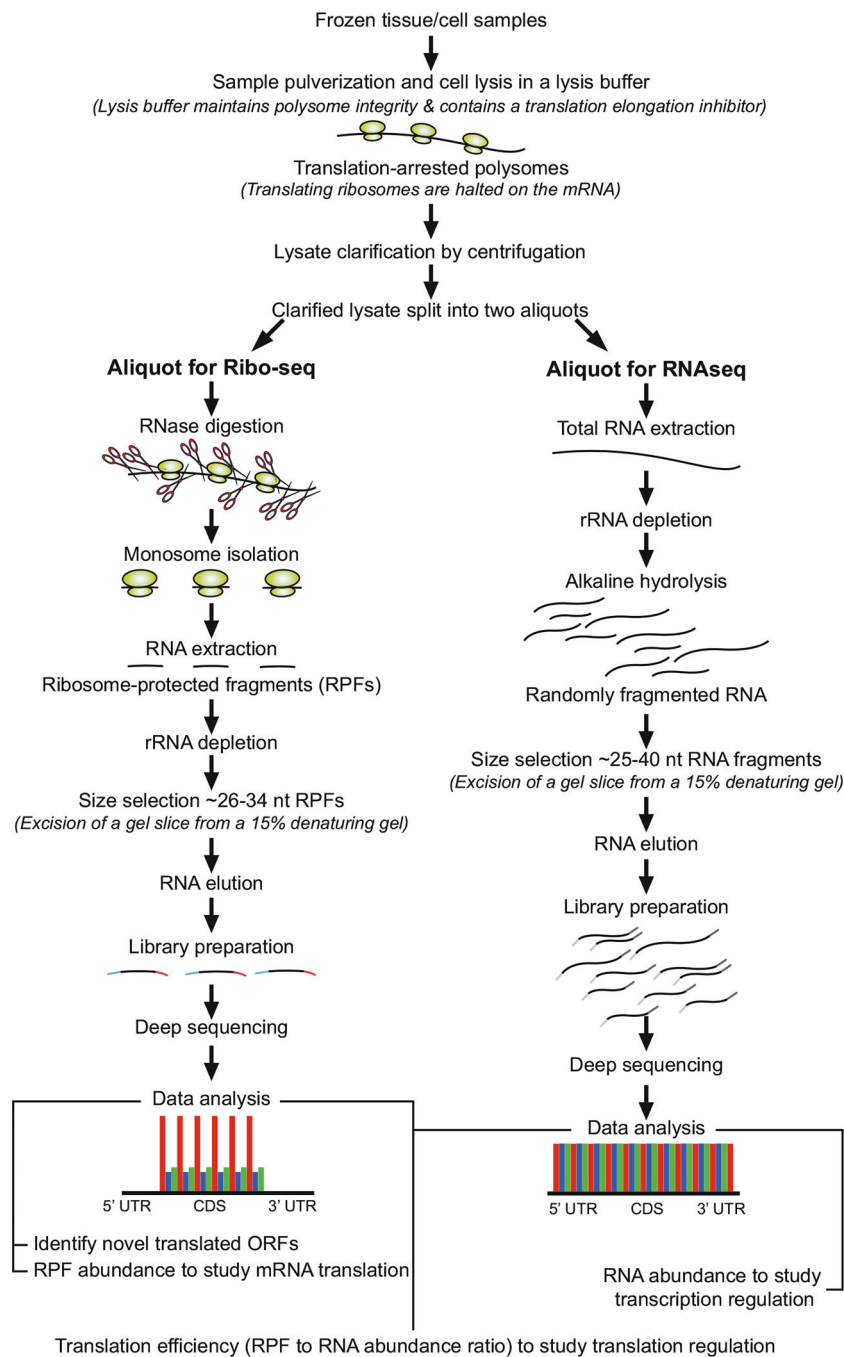 Frozen tissue/cell samples
Sample pulverization and cell lysis in a lysis buffer
(Lysis buffer maintains polysome integrity & contains a translation elongation inhibitor)
Translation-arrested polysomes
(Translating ribosomes are halted on the mRNA)
Lysate clarification by centrifugation
Clarified lysate split into two aliquots
Aliquot for Ribo-seq
RNase digestion
Monosome isolation
RNA extraction
Ribosome-protected fragments (RPFs)
rRNA depletion
Size selection ~26-34 nt RPFs
(Excision of a gel slice from a 15% denaturing gel)
RNA elution
Library preparation
Deep sequencing
Data analysis
5’ UTR CDS 3’ UTR
Identify novel translated ORFs
RPF abundance to study mRNA translation
Aliquot for RNAseq
Total RNA extraction
rRNA depletion
Alkaline hydrolysis
Randomly fragmented RNA
Size selection ~25-40 nt RNA fragments
(Excision of a gel slice from a 15% denaturing gel)
RNA elution
Library preparation
Deep sequencing
Data analysis
5’ UTR CDS 3’ UTR
RNA abundance to study
transcription regulation
Translation efficiency (RPF to RNA abundance ratio) to study translation regulation